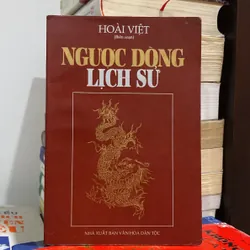 HOÀI VIỆT
(Biên soạn)
NGƯỢC DÒNG
LỊCH SỬ
NHÀ XUẤT BẢN VĂN HÓA DÂN TỘC